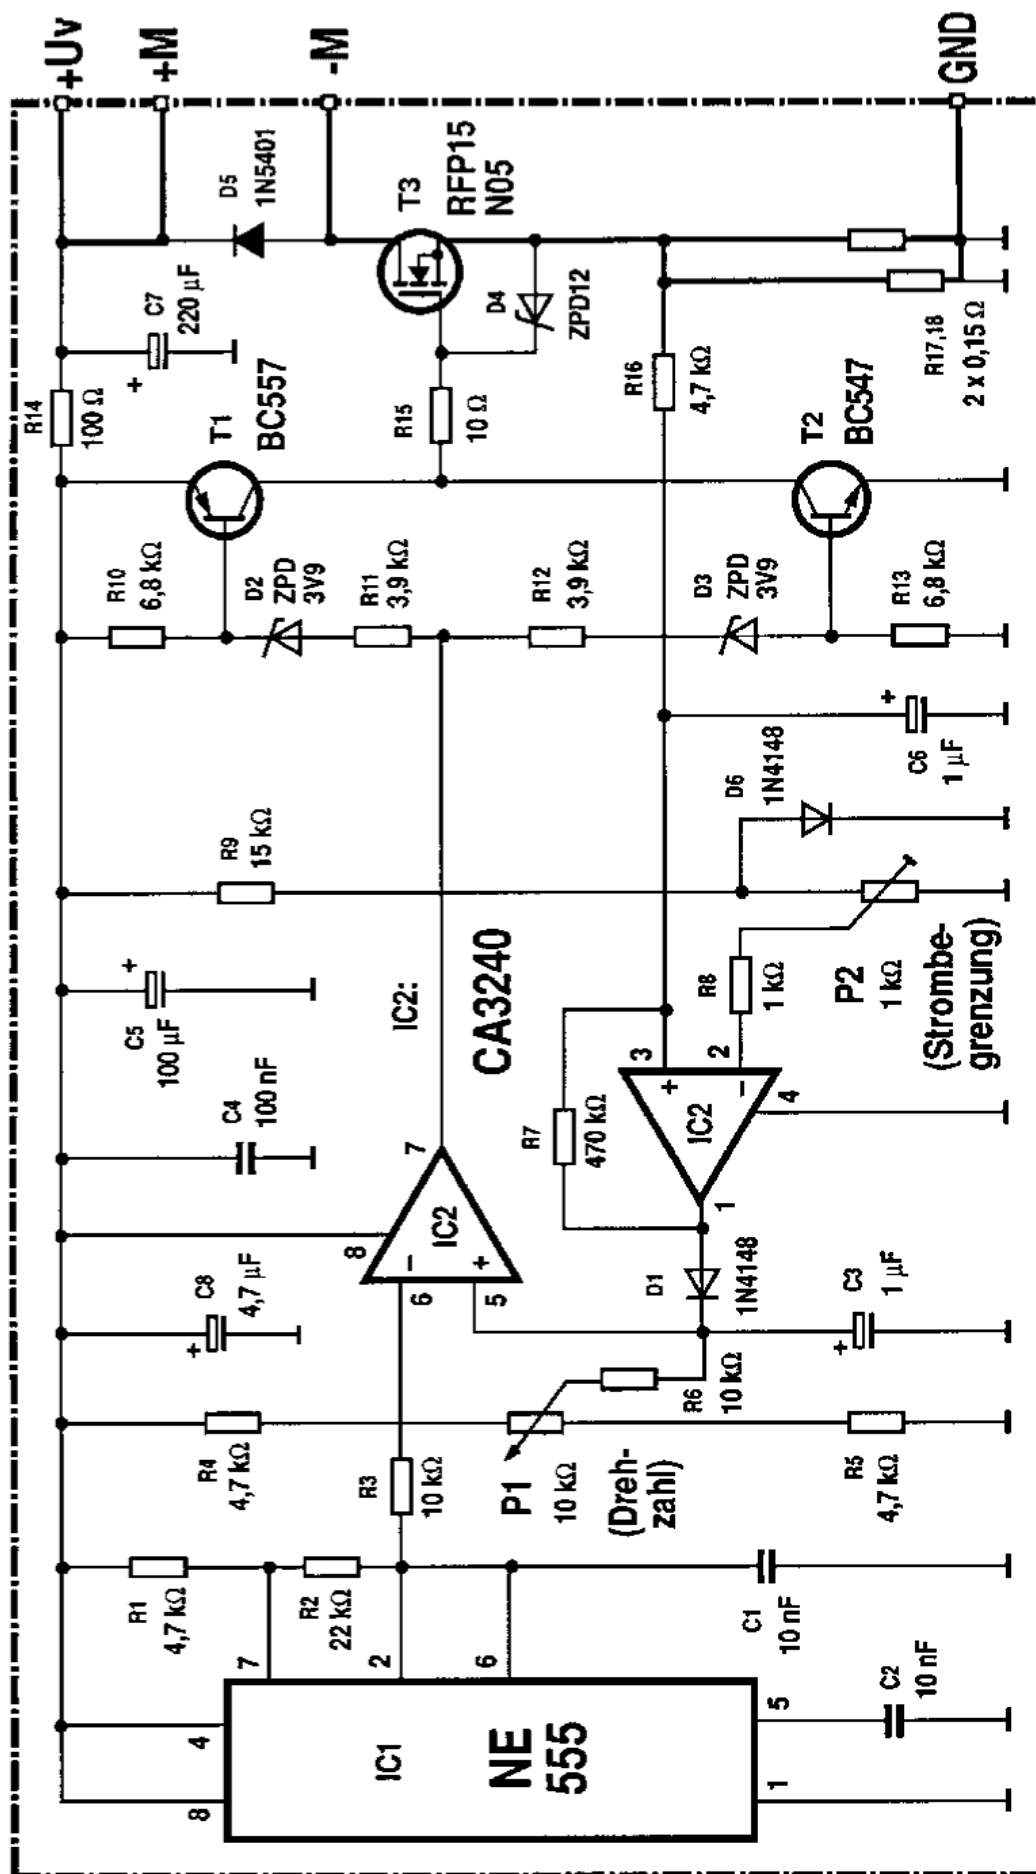 +Uv
+M
-M
GND
D5
1N5401
C7
220 µF
+
R14
100 Ω
T3
RFP15
N05
D4
ZPD12
R17,18
2 x 0,15 Ω
R16
4,7 kΩ
R15
10 Ω
T1
BC557
T2
BC547
R10
6,8 kΩ
D2
ZPD
3V9
R11
3,9 kΩ
R12
3,9 kΩ
D3
ZPD
3V9
R13
6,8 kΩ
+
C6
1 µF
D6
1N4148
R9
15 kΩ
P2
1 kΩ
(Strombe-
grenzung)
R8
1 kΩ
+
C5
100 µF
IC2:
CA3240
C4
100 nF
R7
470 kΩ
3
2
+
−
IC2
4
1
7
8
IC2
−
+
6
5
D1
1N4148
+
C8
4,7 µF
+
C3
1 µF
R6
10 kΩ
R4
4,7 kΩ
P1
10 kΩ
(Dreh-
zahl)
R5
4,7 kΩ
R3
10 kΩ
R1
4,7 kΩ
R2
22 kΩ
C1
10 nF
C2
10 nF
7
2
6
4
8
5
1
IC1
NE
555